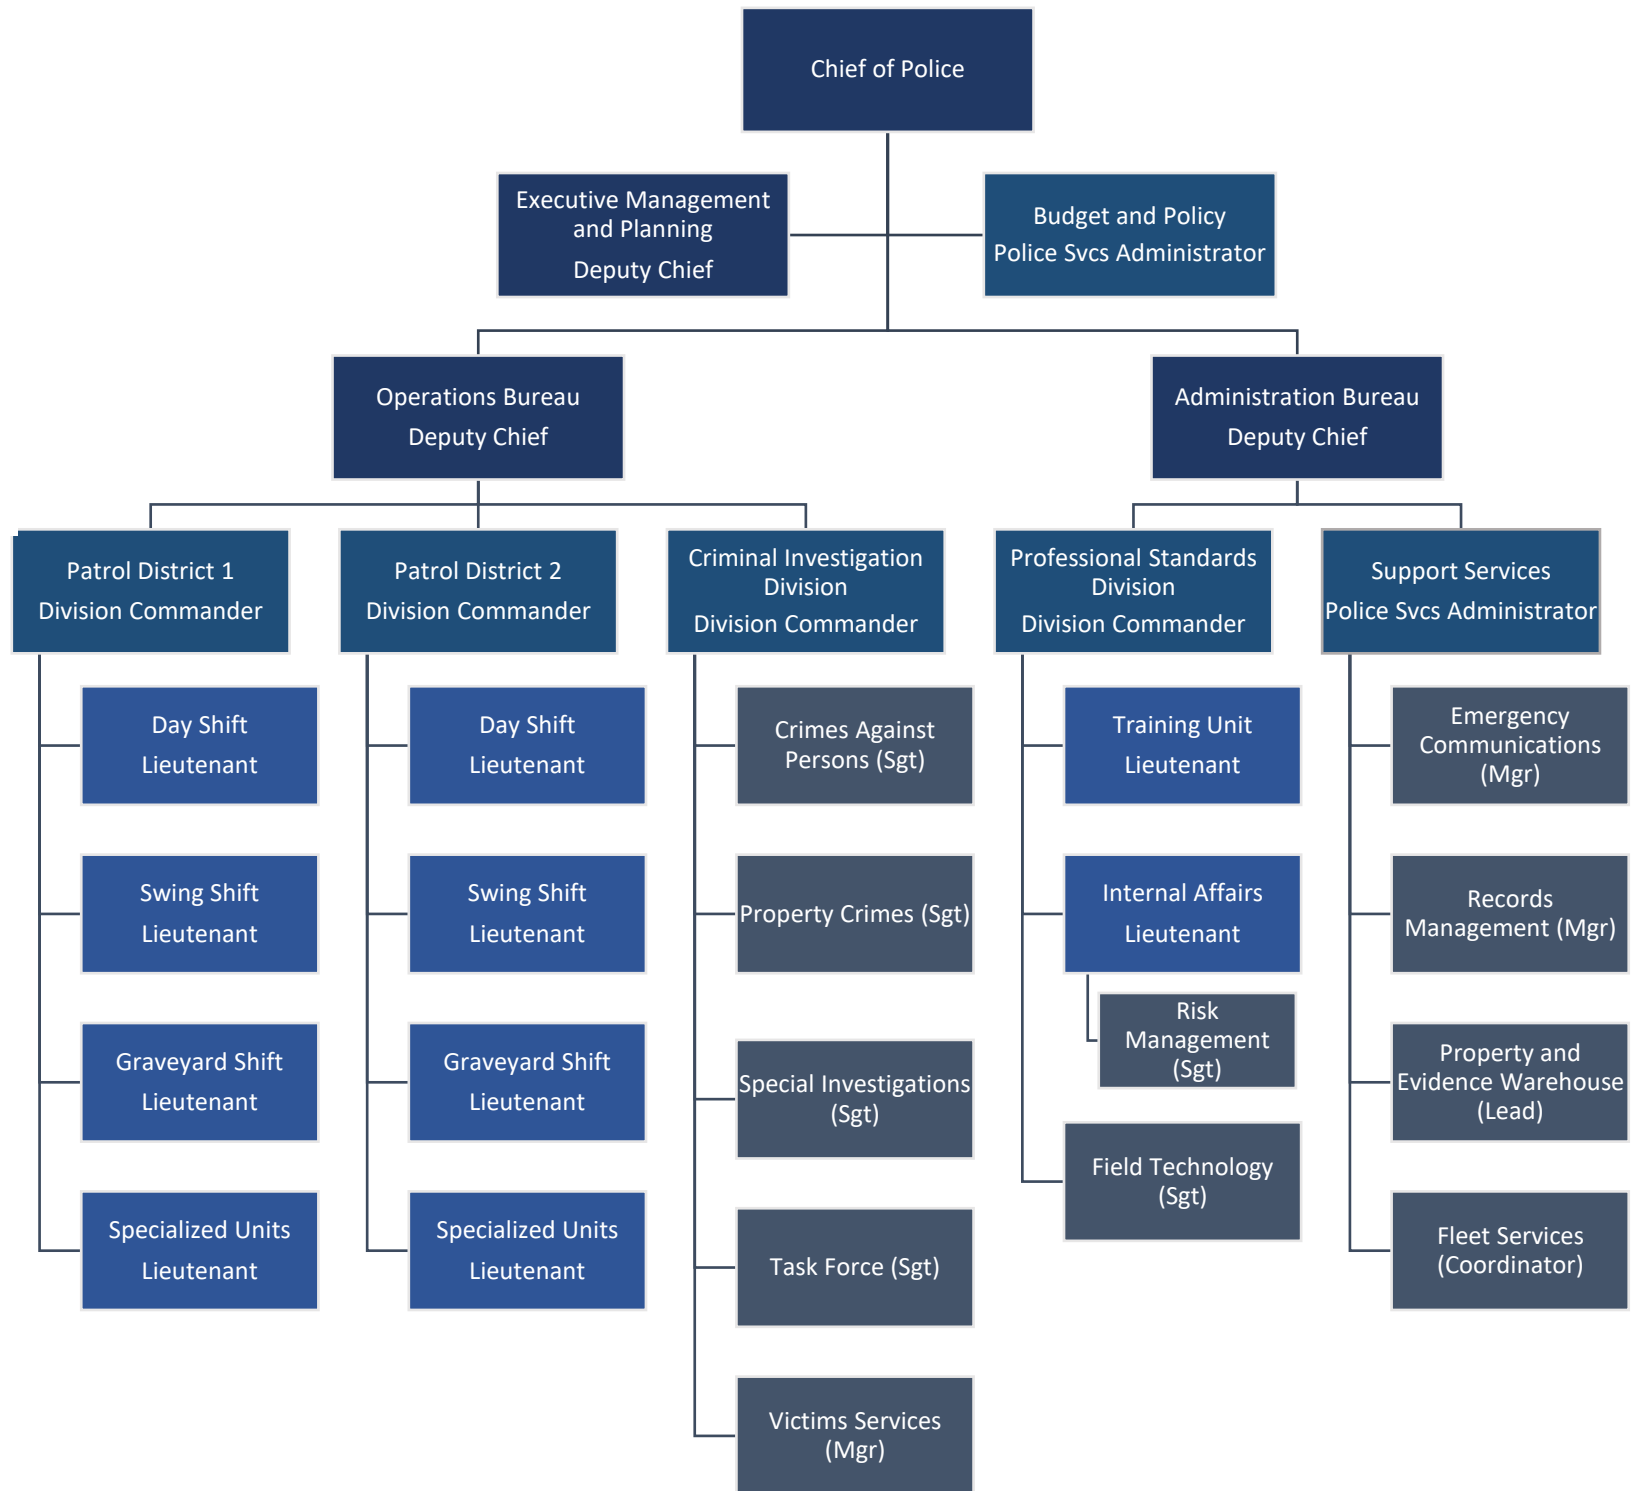 Chief of Police
Executive Management
and Planning
Deputy Chief
Budget and Policy
Police Svcs Administrator
Operations Bureau
Deputy Chief
Administration Bureau
Deputy Chief
Patrol District 1
Division Commander
Patrol District 2
Division Commander
Criminal Investigation
Division
Division Commander
Professional Standards
Division
Division Commander
Support Services
Police Svcs Administrator
Day Shift
Lieutenant
Swing Shift
Lieutenant
Graveyard Shift
Lieutenant
Specialized Units
Lieutenant
Day Shift
Lieutenant
Swing Shift
Lieutenant
Graveyard Shift
Lieutenant
Specialized Units
Lieutenant
Crimes Against
Persons (Sgt)
Property Crimes (Sgt)
Special Investigations
(Sgt)
Task Force (Sgt)
Victims Services
(Mgr)
Training Unit
Lieutenant
Internal Affairs
Lieutenant
Risk
Management
(Sgt)
Field Technology
(Sgt)
Emergency
Communications
(Mgr)
Records
Management (Mgr)
Property and
Evidence Warehouse
(Lead)
Fleet Services
(Coordinator)